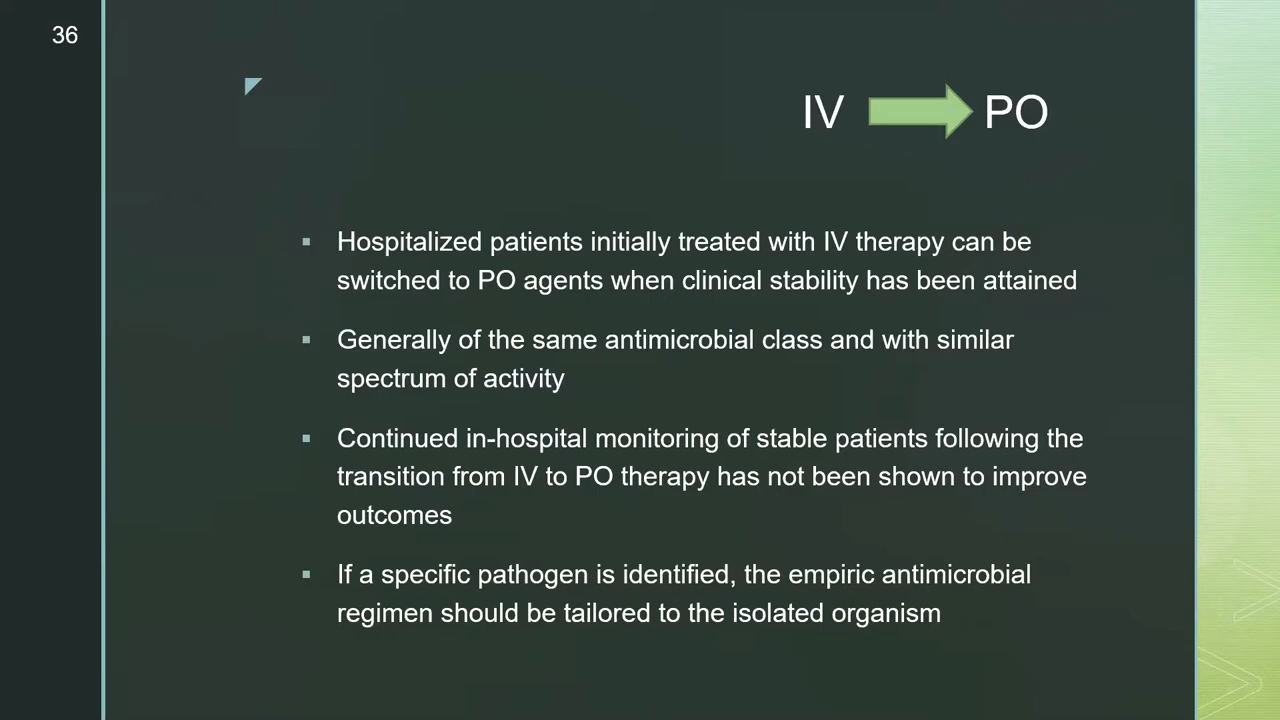 36
IV PO
▪ Hospitalized patients initially treated with IV therapy can be
switched to PO agents when clinical stability has been attained
▪ Generally of the same antimicrobial class and with similar
spectrum of activity
▪ Continued in-hospital monitoring of stable patients following the
transition from IV to PO therapy has not been shown to improve
outcomes
▪ If a specific pathogen is identified, the empiric antimicrobial
regimen should be tailored to the isolated organism